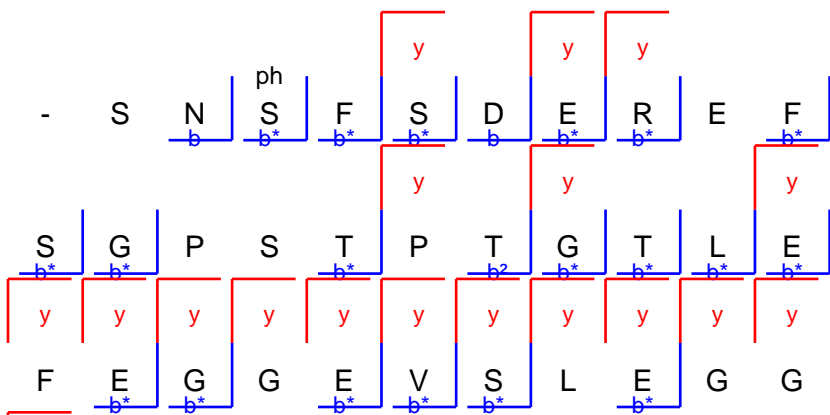 y y y
ph
- S N S F S D E R E F
b b* b* b* b b* b* b*
y y y
S G P S T P T G T L E
b* b* b* b² b* b* b* b*
y y y y y y y y y y y
F E G G E V S L E G G
b* b* b* b* b* b*